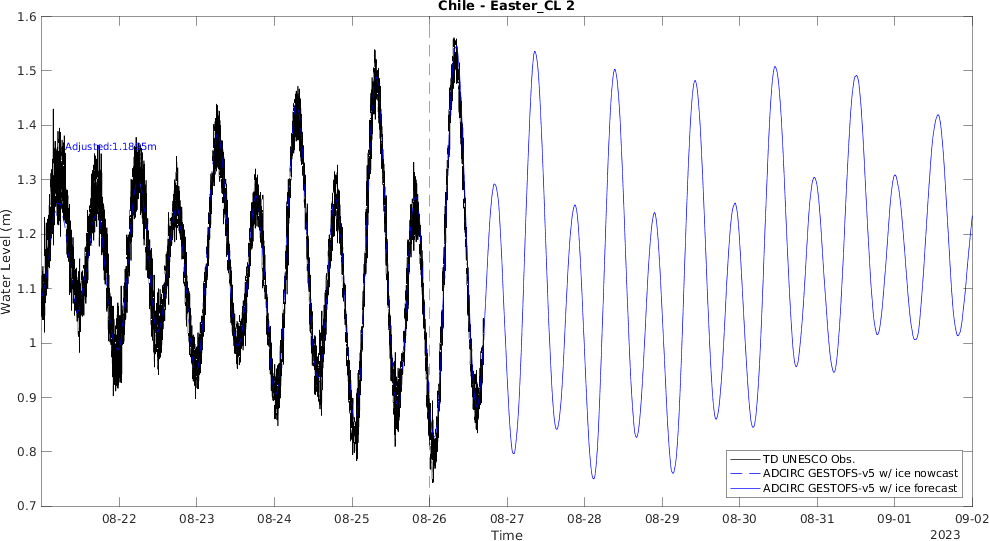 Chile - Easter_CL 2
1.6
1.5
1.4
1.3
1.2
1.1
1
0.9
0.8
0.7
Water Level (m)
Adjusted:1.1845m
TD UNESCO Obs.
ADCIRC GESTOFS-v5 w/ ice nowcast
ADCIRC GESTOFS-v5 w/ ice forecast
08-22 08-23 08-24 08-25 08-26 08-27 08-28 08-29 08-30 08-31 09-01 09-02
Time
2023